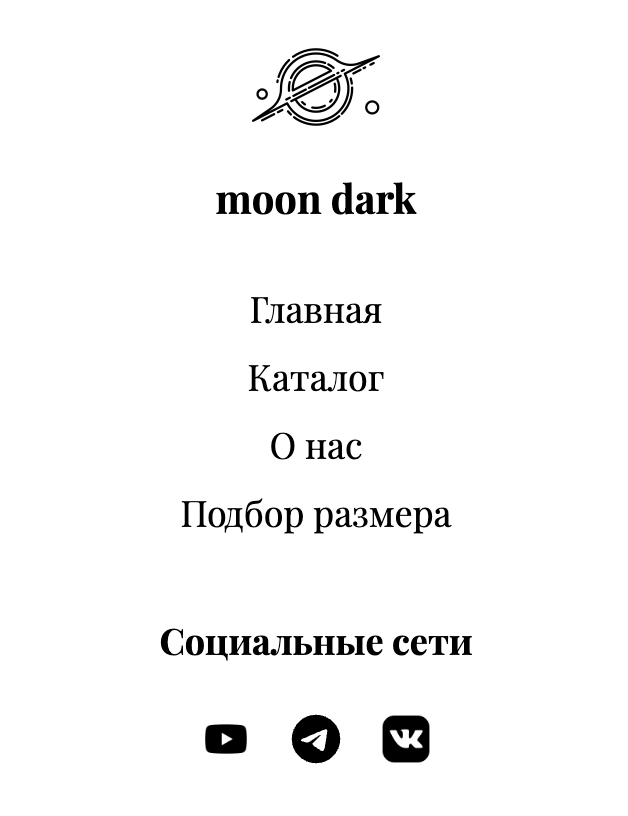 moon dark
Главная
Каталог
О нас
Подбор размера
Социальные сети